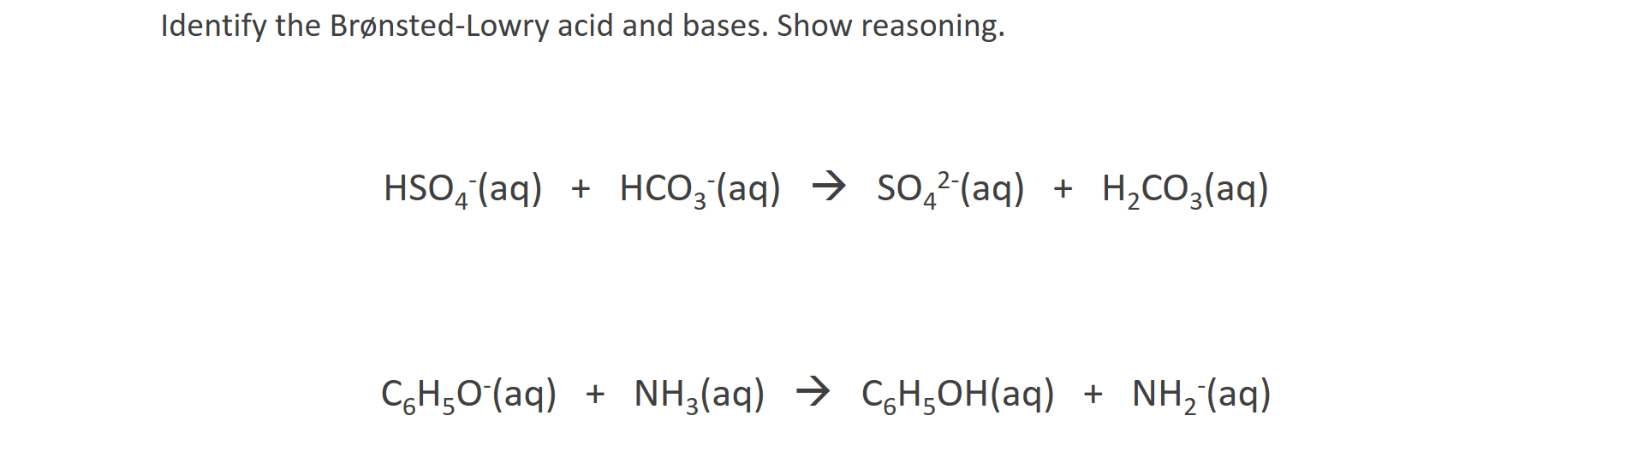 Identify the Brønsted-Lowry acid and bases. Show reasoning.
HSO₄⁻(aq) + HCO₃⁻(aq) → SO₄²⁻(aq) + H₂CO₃(aq)
C₆H₅O⁻(aq) + NH₃(aq) → C₆H₅OH(aq) + NH₂⁻(aq)